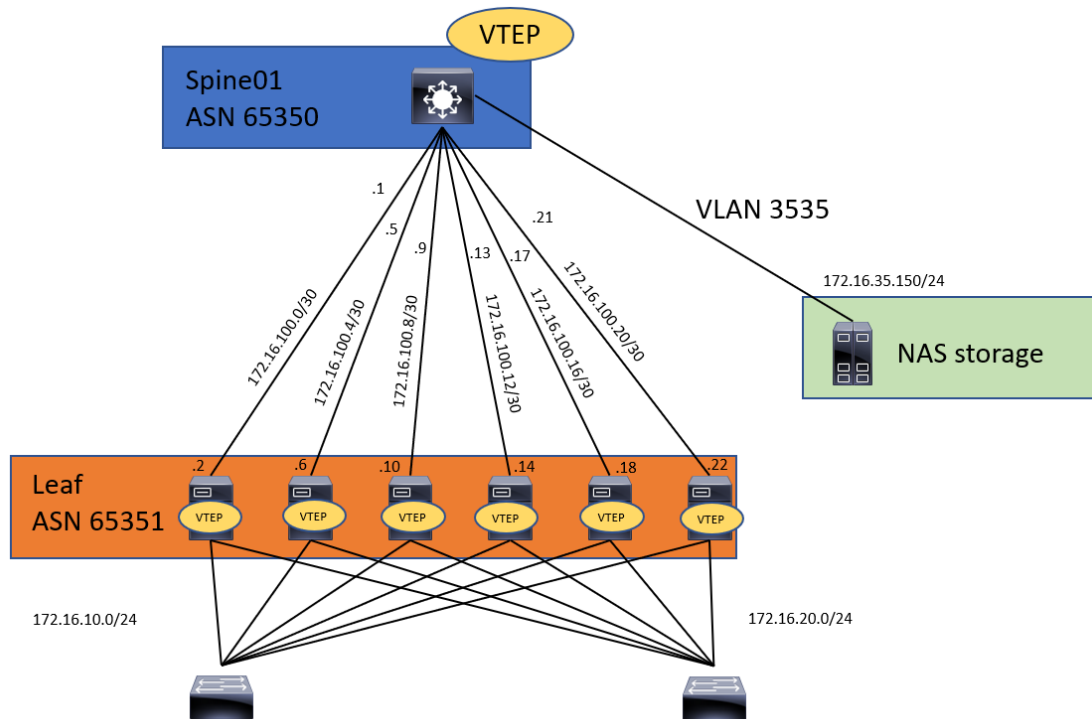 VTEP
Spine01
ASN 65350
.1
.5
.9
.13
.17
.21
VLAN 3535
172.16.35.150/24
NAS storage
172.16.100.0/30
172.16.100.4/30
172.16.100.8/30
172.16.100.12/30
172.16.100.16/30
172.16.100.20/30
Leaf
ASN 65351
.2
.6
.10
.14
.18
.22
VTEP
VTEP
VTEP
VTEP
VTEP
VTEP
172.16.10.0/24
172.16.20.0/24